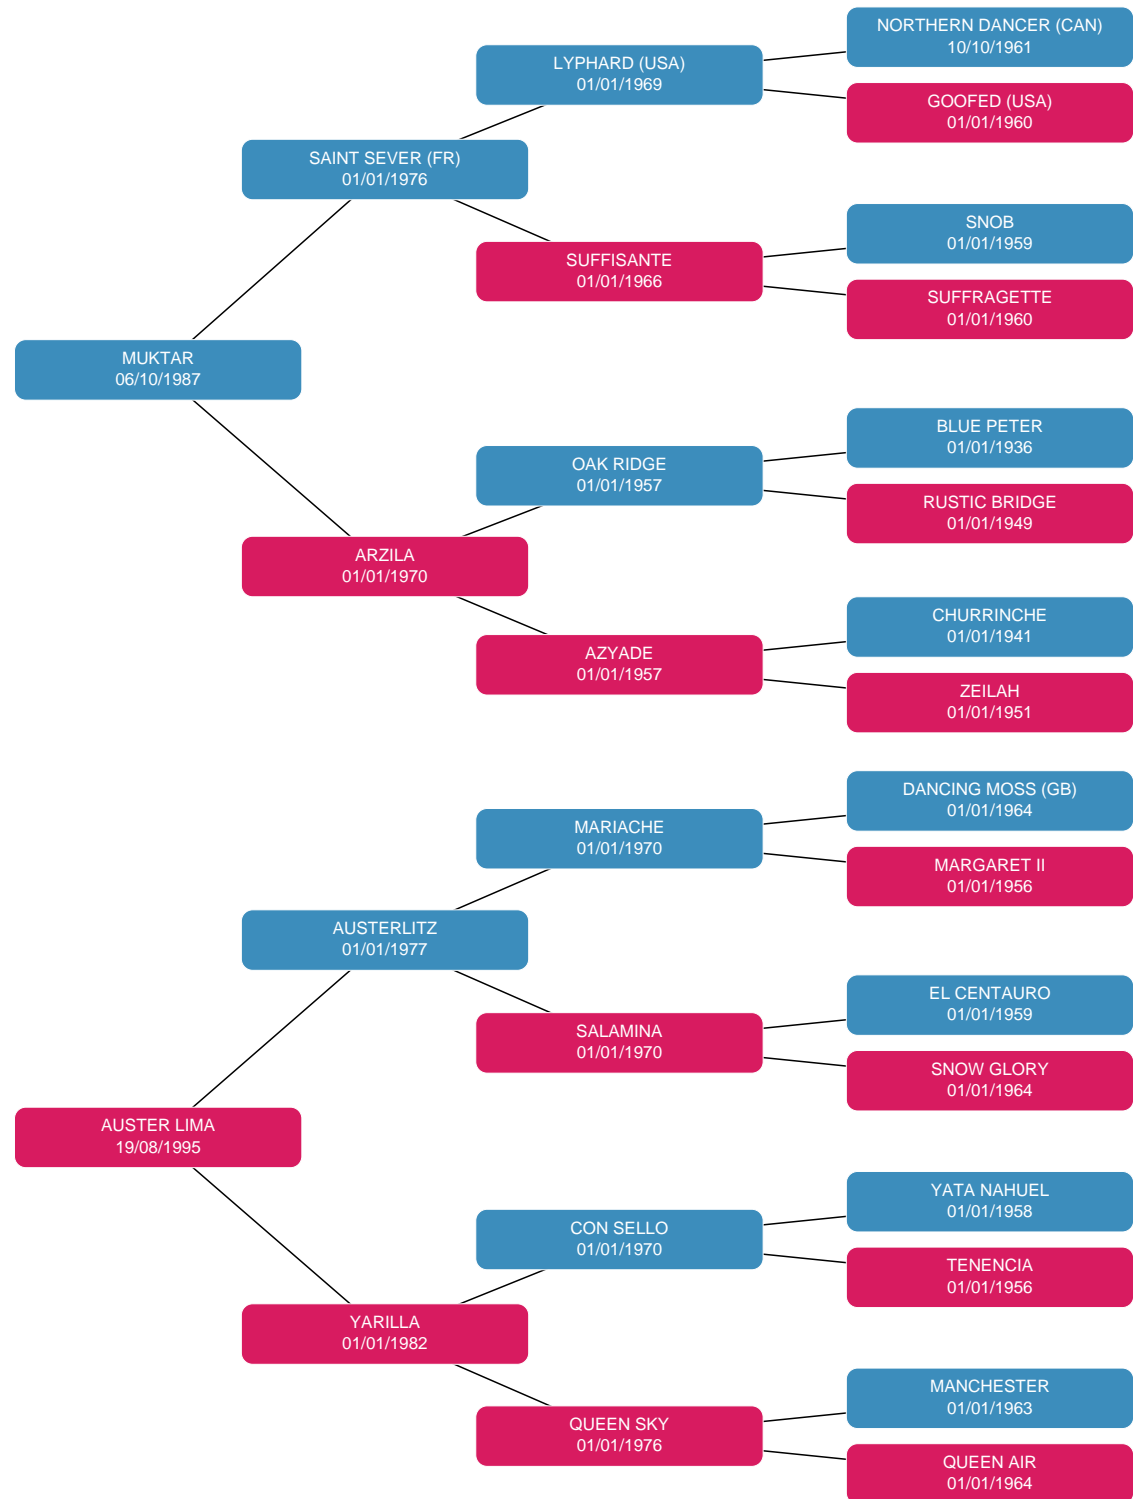 NORTHERN DANCER (CAN)
10/10/1961
LYPHARD (USA)
01/01/1969
GOOFED (USA)
01/01/1960
SAINT SEVER (FR)
01/01/1976
SNOB
01/01/1959
SUFFISANTE
01/01/1966
SUFFRAGETTE
01/01/1960
MUKTAR
06/10/1987
BLUE PETER
01/01/1936
OAK RIDGE
01/01/1957
RUSTIC BRIDGE
01/01/1949
ARZILA
01/01/1970
CHURRINCHE
01/01/1941
AZYADE
01/01/1957
ZEILAH
01/01/1951
DANCING MOSS (GB)
01/01/1964
MARIACHE
01/01/1970
MARGARET II
01/01/1956
AUSTERLITZ
01/01/1977
EL CENTAURO
01/01/1959
SALAMINA
01/01/1970
SNOW GLORY
01/01/1964
AUSTER LIMA
19/08/1995
YATA NAHUEL
01/01/1958
CON SELLO
01/01/1970
TENENCIA
01/01/1956
YARILLA
01/01/1982
MANCHESTER
01/01/1963
QUEEN SKY
01/01/1976
QUEEN AIR
01/01/1964